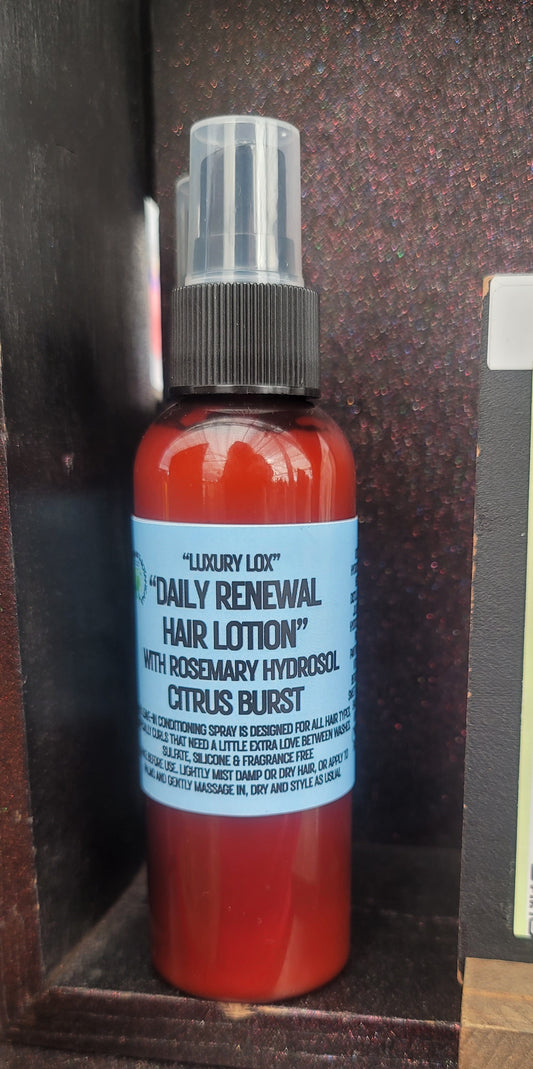 "LUXURY LOX"
"DAILY RENEWAL
HAIR LOTION"
WITH ROSEMARY HYDROSOL
CITRUS BURST
CONDITIONING SPRAY IS DESIGNED FOR ALL HAIR TYPES,
CURLS THAT NEED A LITTLE EXTRA LOVE BETWEEN WASHES
SULFATE, SILICONE & FRAGRANCE FREE
USE. LIGHTLY MIST DAMP OR DRY HAIR, OR APPLY TO
AND GENTLY MASSAGE IN, DRY AND STYLE AS USUAL